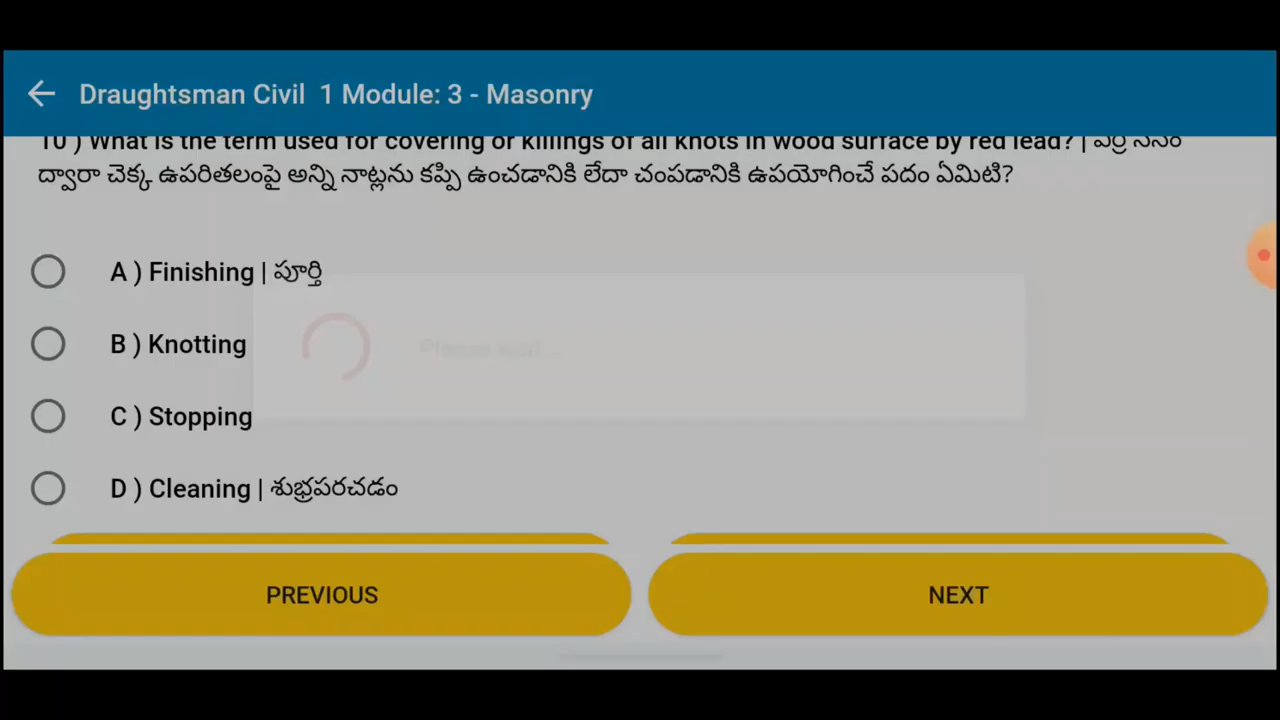 Draughtsman Civil 1 Module: 3 - Masonry
10 ) What is the term used for covering or killings of all knots in wood surface by red lead? |
ద్వారా చెక్క ఉపరితలంపై అన్ని నాట్లను కప్పి ఉంచడానికి లేదా చంపడానికి ఉపయోగించే పదం ఏమిటి?
A ) Finishing | పూర్తి
B ) Knotting
Please wait...
C ) Stopping
D ) Cleaning | శుభ్రపరచడం
PREVIOUS
NEXT